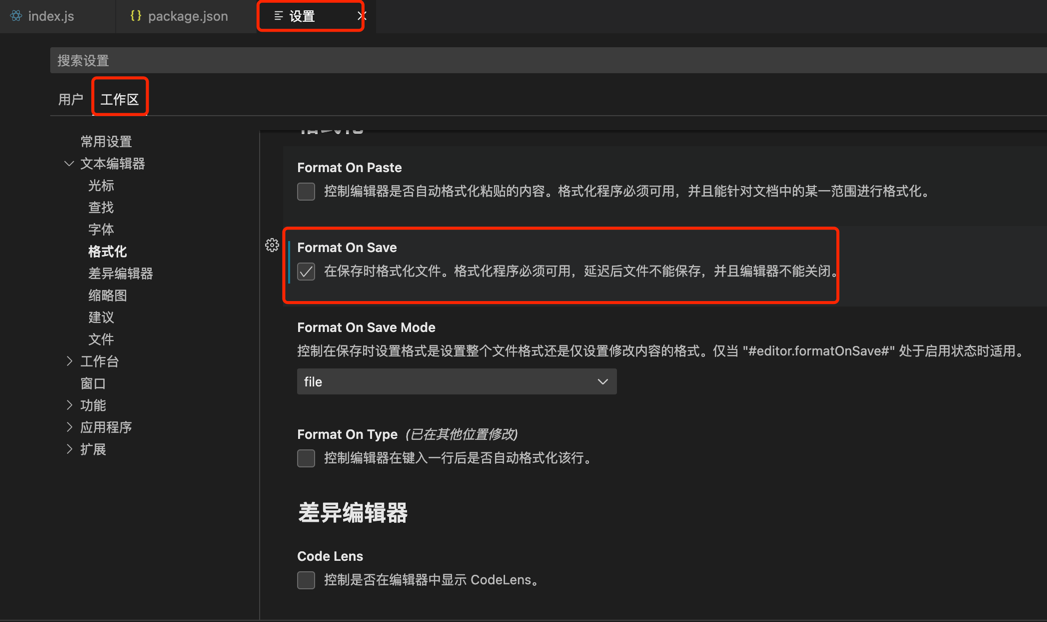 index.js
{} package.json
设置
搜索设置
用户
工作区
常用设置
文本编辑器
光标
查找
字体
格式化
差异编辑器
缩略图
建议
文件
工作台
窗口
功能
应用程序
扩展
格式化
Format On Paste
控制编辑器是否自动格式化粘贴的内容。格式化程序必须可用，并且能针对文档中的某一范围进行格式化。
Format On Save
在保存时格式化文件。格式化程序必须可用，延迟后文件不能保存，并且编辑器不能关闭。
Format On Save Mode
控制在保存时设置格式是设置整个文件格式还是仅设置修改内容的格式。仅当 "#editor.formatOnSave#" 处于启用状态时适用。
file
Format On Type (已在其他位置修改)
控制编辑器在键入一行后是否自动格式化该行。
差异编辑器
Code Lens
控制是否在编辑器中显示 CodeLens。